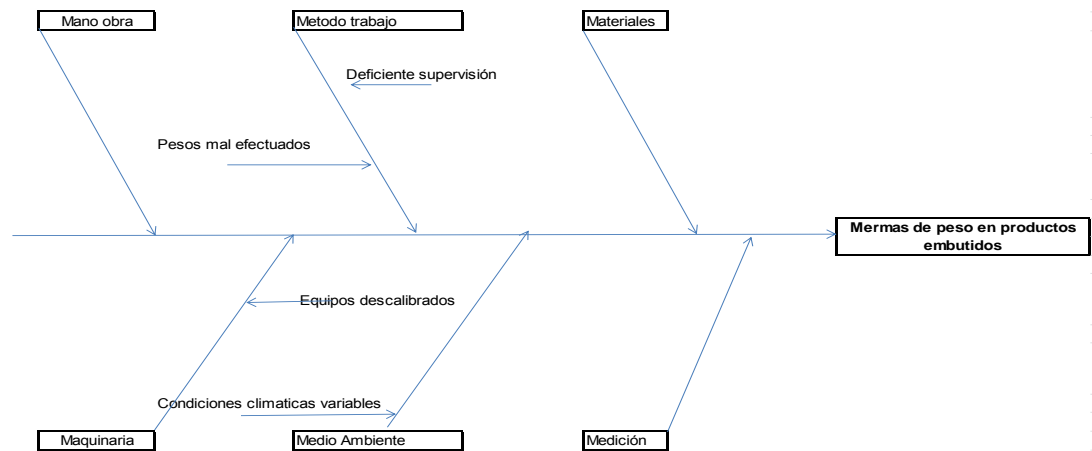 Mano obra
Metodo trabajo
Materiales
Deficiente supervisión
Pesos mal efectuados
Mermas de peso en productos
embutidos
Equipos descalibrados
Condiciones climaticas variables
Maquinaria
Medio Ambiente
Medición